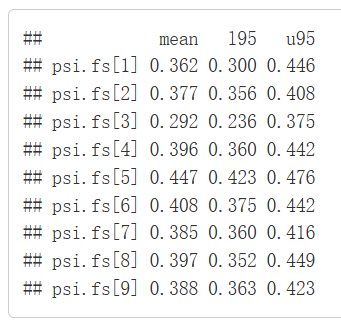 ##            mean   l95   u95
## psi.fs[1] 0.362 0.300 0.446
## psi.fs[2] 0.377 0.356 0.408
## psi.fs[3] 0.292 0.236 0.375
## psi.fs[4] 0.396 0.360 0.442
## psi.fs[5] 0.447 0.423 0.476
## psi.fs[6] 0.408 0.375 0.442
## psi.fs[7] 0.385 0.360 0.416
## psi.fs[8] 0.397 0.352 0.449
## psi.fs[9] 0.388 0.363 0.423